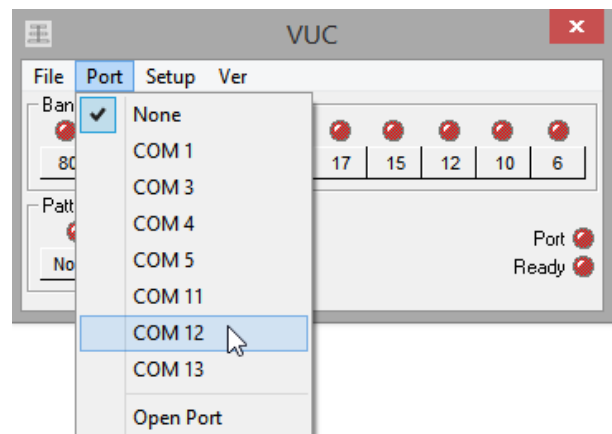 VUC
File Port Setup Ver
Ban
None
COM 1
80 17 15 12 10 6
COM 3
Patt
COM 4
Port
COM 5
No
Ready
COM 11
COM 12
COM 13
Open Port